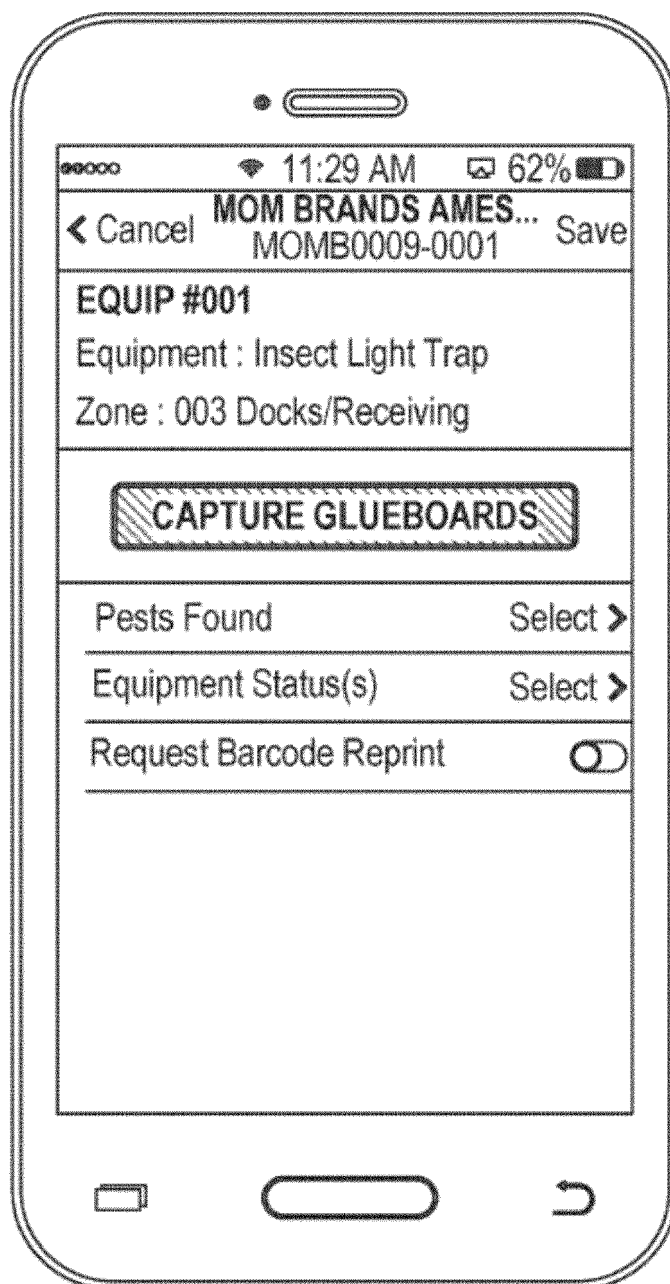 11:29 AM 62%
< Cancel MOM BRANDS AMES... Save
MOMB0009-0001
EQUIP #001
Equipment : Insect Light Trap
Zone : 003 Docks/Receiving
CAPTURE GLUEBOARDS
Pests Found Select >
Equipment Status(s) Select >
Request Barcode Reprint